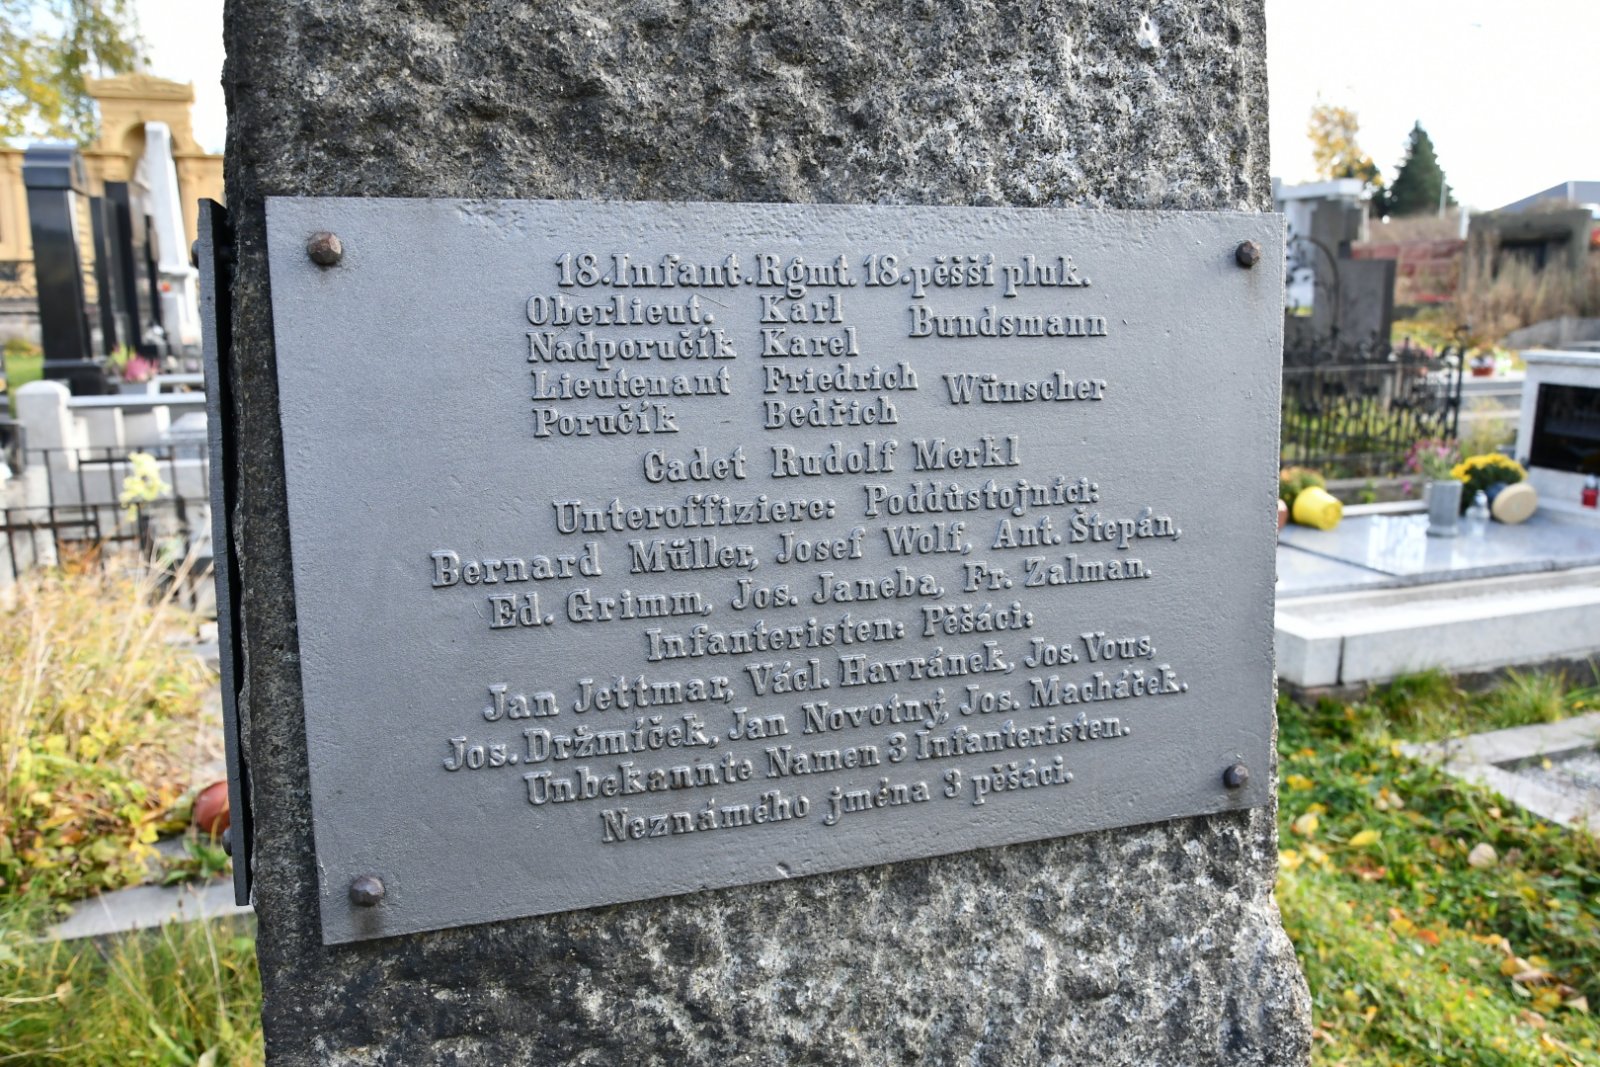 18. Infant. Rgmt. 18. pěšší pluk.
Oberlieut. Karl Bundsmann
Nadporučík Karel
Lieutenant Friedrich Wünscher
Poručík Bedřich
Cadet Rudolf Merkl
Unteroffiziere: Poddůstojníci:
Bernard Müller, Josef Wolf, Ant. Štepán,
Ed. Grimm, Jos. Janeba, Fr. Zalman.
Infanteristen: Pěšáci:
Jan Jettmar, Václ. Havránek, Jos. Vous,
Jos. Držmíček, Jan Novotný, Jos. Macháček.
Unbekannte Namen 3 Infanteristen.
Neznámého jména 3 pěšáci.